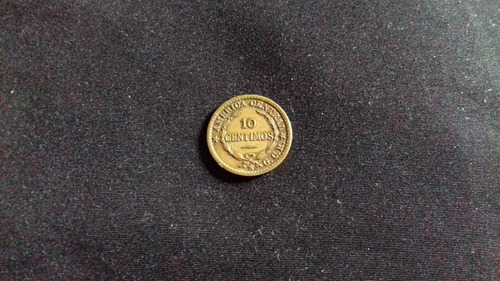 AMERICA CENTRAL
10
CENTIMOS
G.C.R.